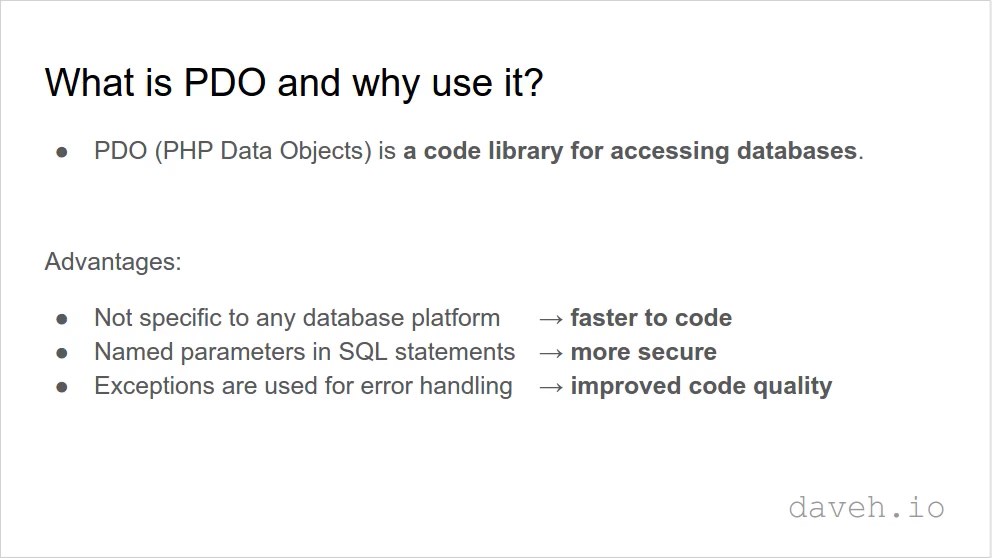 What is PDO and why use it?
● PDO (PHP Data Objects) is a code library for accessing databases.
Advantages:
● Not specific to any database platform → faster to code
● Named parameters in SQL statements → more secure
● Exceptions are used for error handling → improved code quality
daveh.io